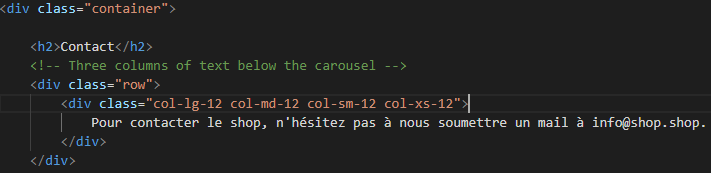 <div class="container">
<h2>Contact</h2>
<!-- Three columns of text below the carousel -->
<div class="row">
<div class="col-lg-12 col-md-12 col-sm-12 col-xs-12">
Pour contacter le shop, n'hésitez pas à nous soumettre un mail à info@shop.shop.
</div>
</div>